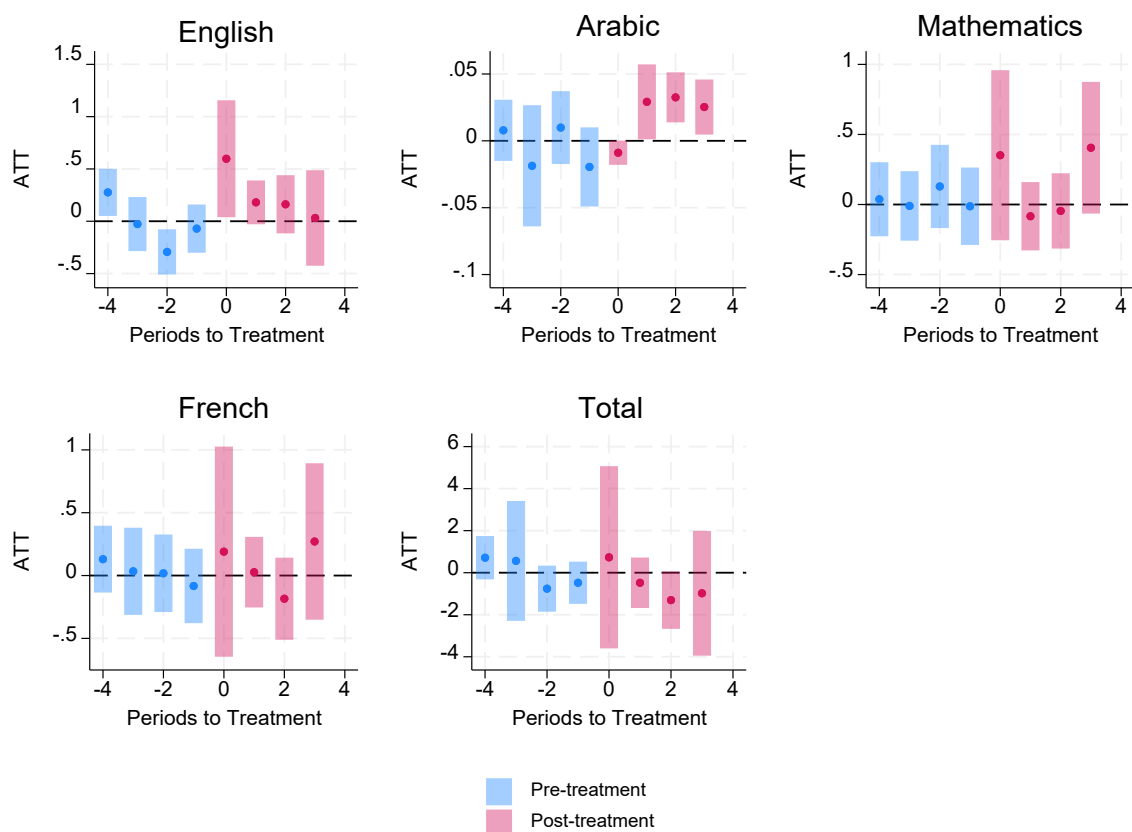 English
ATT
1.5
1
.5
0
-.5
-4 -2 0 2 4
Periods to Treatment
Arabic
ATT
.05
0
-.05
-.1
-4 -2 0 2 4
Periods to Treatment
Mathematics
ATT
1
.5
0
-.5
-4 -2 0 2 4
Periods to Treatment
French
ATT
1
.5
0
-.5
-4 -2 0 2 4
Periods to Treatment
Total
ATT
6
4
2
0
-2
-4
-4 -2 0 2 4
Periods to Treatment
Pre-treatment
Post-treatment